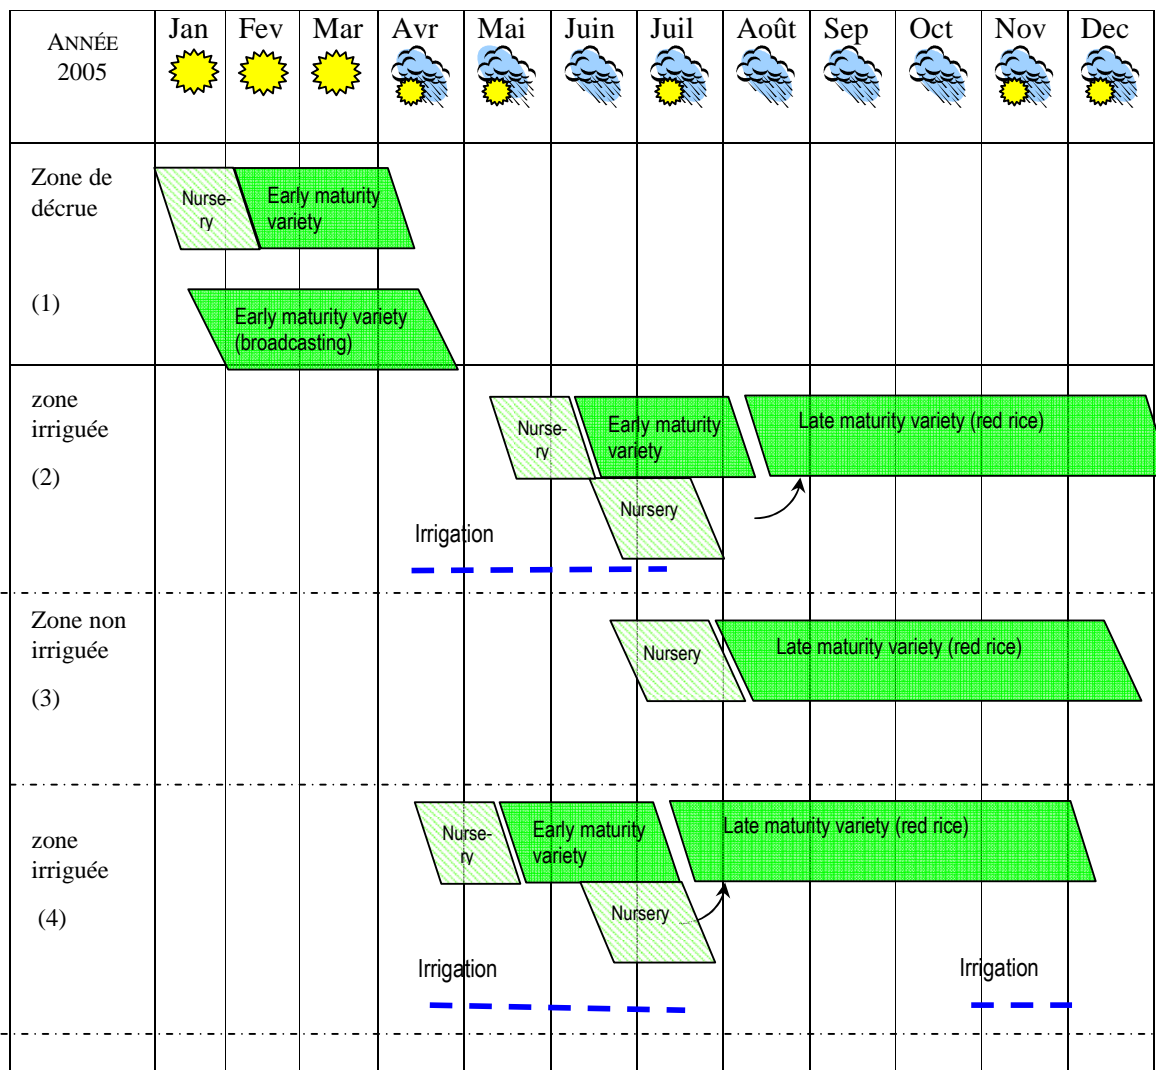 ANNÉE
2005
Jan Fev Mar Avr Mai Juin Juil Août Sep Oct Nov Dec
Zone de
décrue
(1)
Nurse-
ry
Early maturity
variety
Early maturity variety
(broadcasting)
zone
irriguée
(2)
Nurse-
ry
Early maturity
variety
Late maturity variety (red rice)
Nursery
Irrigation
Zone non
irriguée
(3)
Nursery
Late maturity variety (red rice)
zone
irriguée
(4)
Nurse-
ry
Early maturity
variety
Late maturity variety (red rice)
Nursery
Irrigation
Irrigation